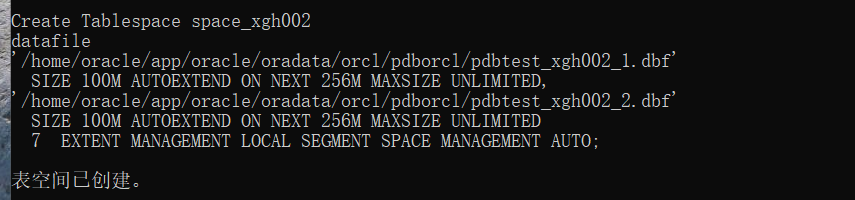 Create Tablespace space_xgh002
datafile
'/home/oracle/app/oracle/oradata/orcl/pdborcl/pdbtest_xgh002_1.dbf'
  SIZE 100M AUTOEXTEND ON NEXT 256M MAXSIZE UNLIMITED,
'/home/oracle/app/oracle/oradata/orcl/pdborcl/pdbtest_xgh002_2.dbf'
  SIZE 100M AUTOEXTEND ON NEXT 256M MAXSIZE UNLIMITED
  7  EXTENT MANAGEMENT LOCAL SEGMENT SPACE MANAGEMENT AUTO;
表空间已创建。